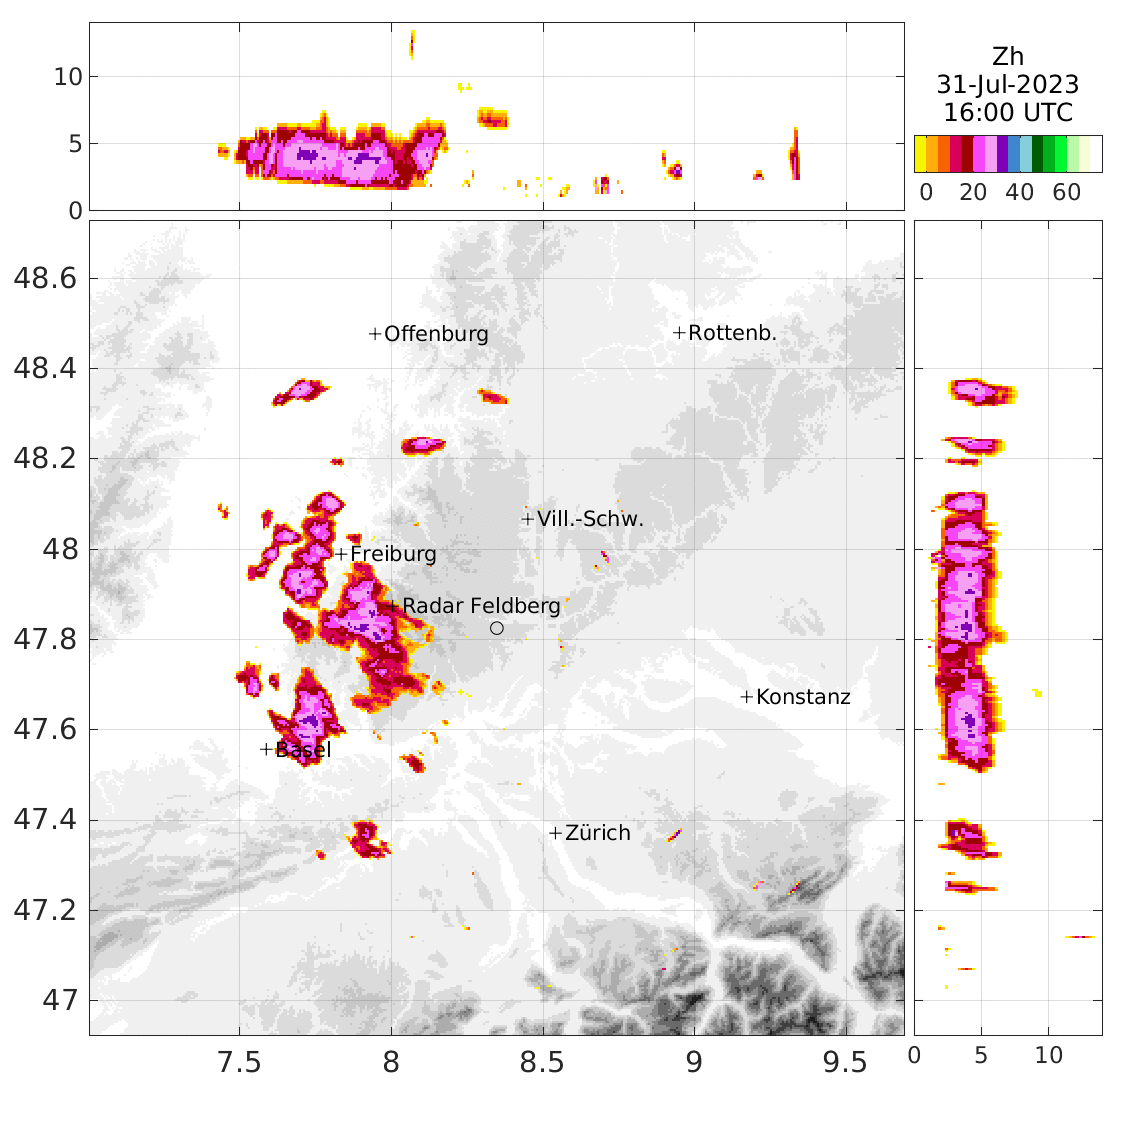 Zh
31-Jul-2023
16:00 UTC
0 20 40 60
10
5
0
48.6
48.4
48.2
48
47.8
47.6
47.4
47.2
47
+Offenburg
+Rottenb.
+Vill.-Schw.
+Freiburg
+Radar Feldberg
+Konstanz
+Basel
+Zürich
7.5 8 8.5 9 9.5
0 5 10